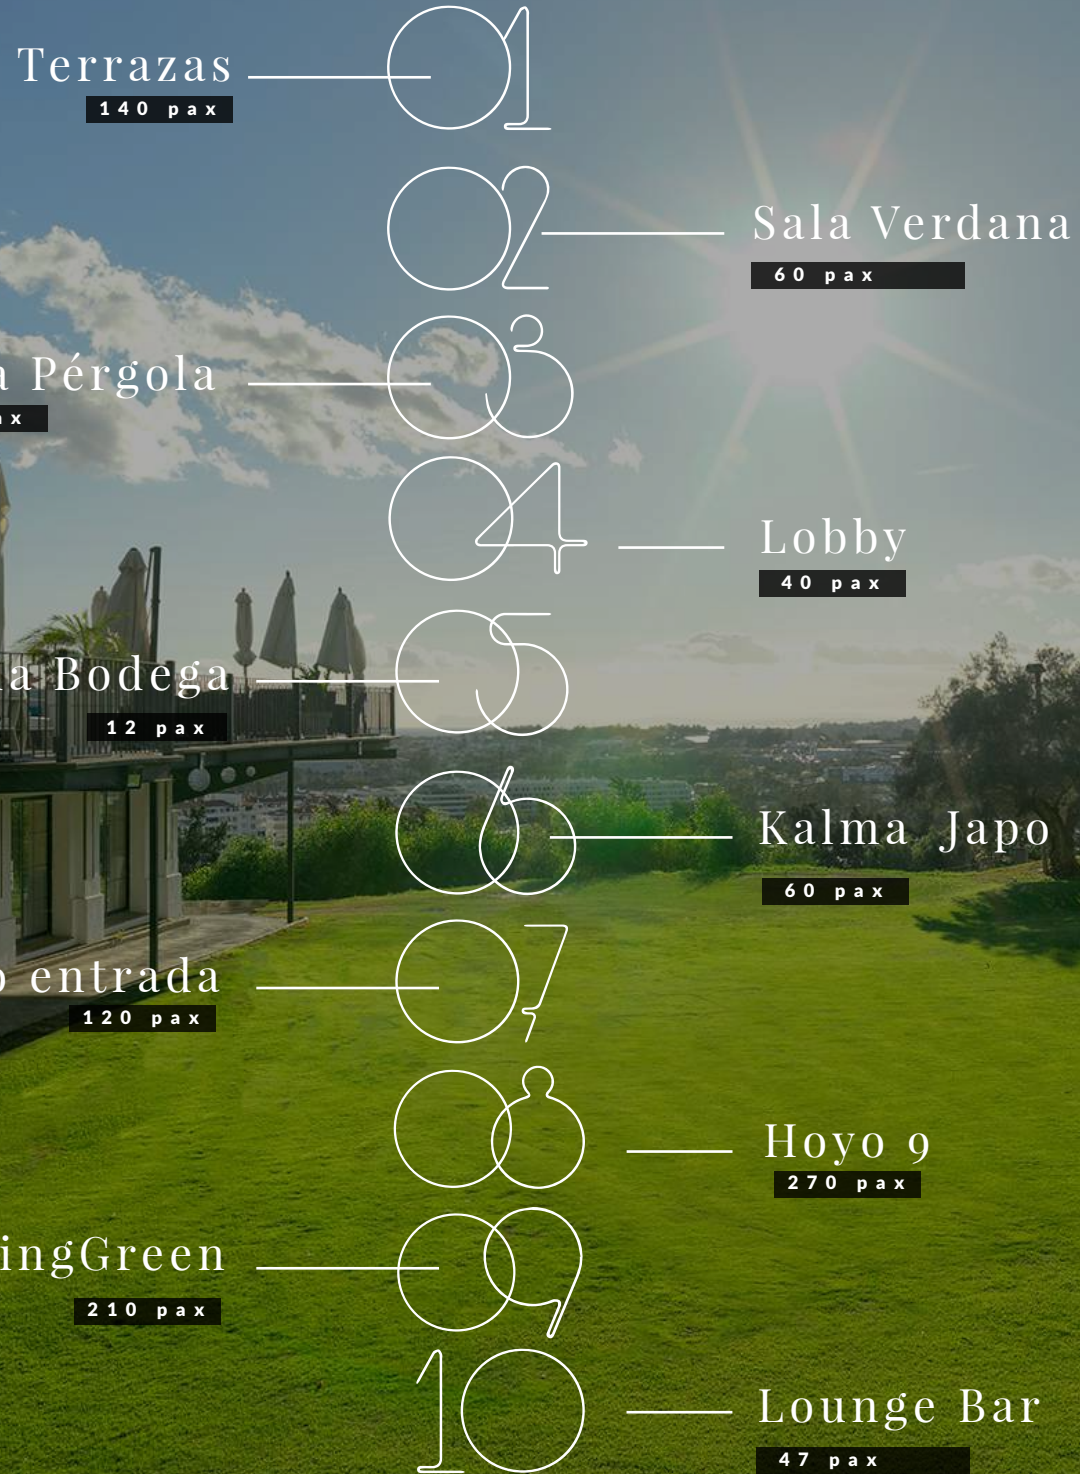 01
Terrazas
140 pax
02
Sala Verdana
60 pax
03
a Pérgola
04
Lobby
40 pax
05
a Bodega
12 pax
06
Kalma Japo
60 pax
07
entrada
120 pax
08
Hoyo 9
270 pax
09
ingGreen
210 pax
10
Lounge Bar
47 pax